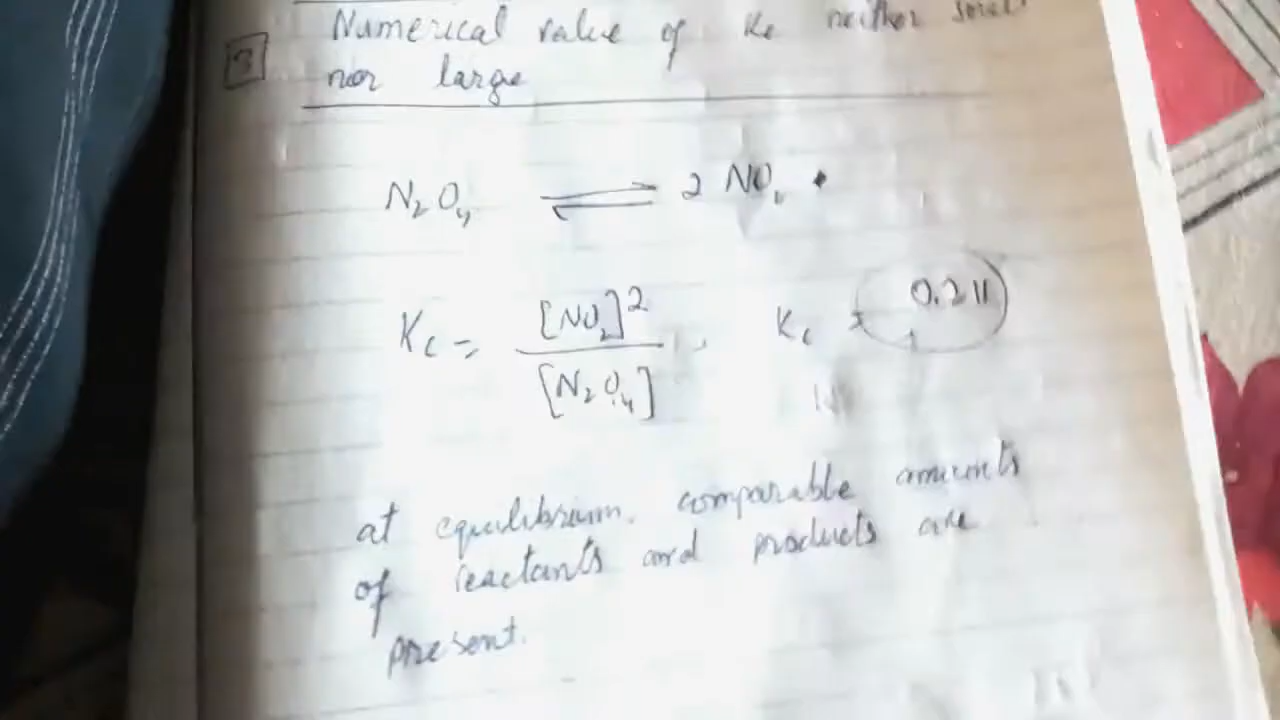 3
Numerical value of Kc neither small
nor large
N₂O₄ ⇌ 2 NO₂
Kc = [NO₂]² / [N₂O₄] , Kc = 0.211
at equilibrium. comparable amounts
of reactants and products are
present.